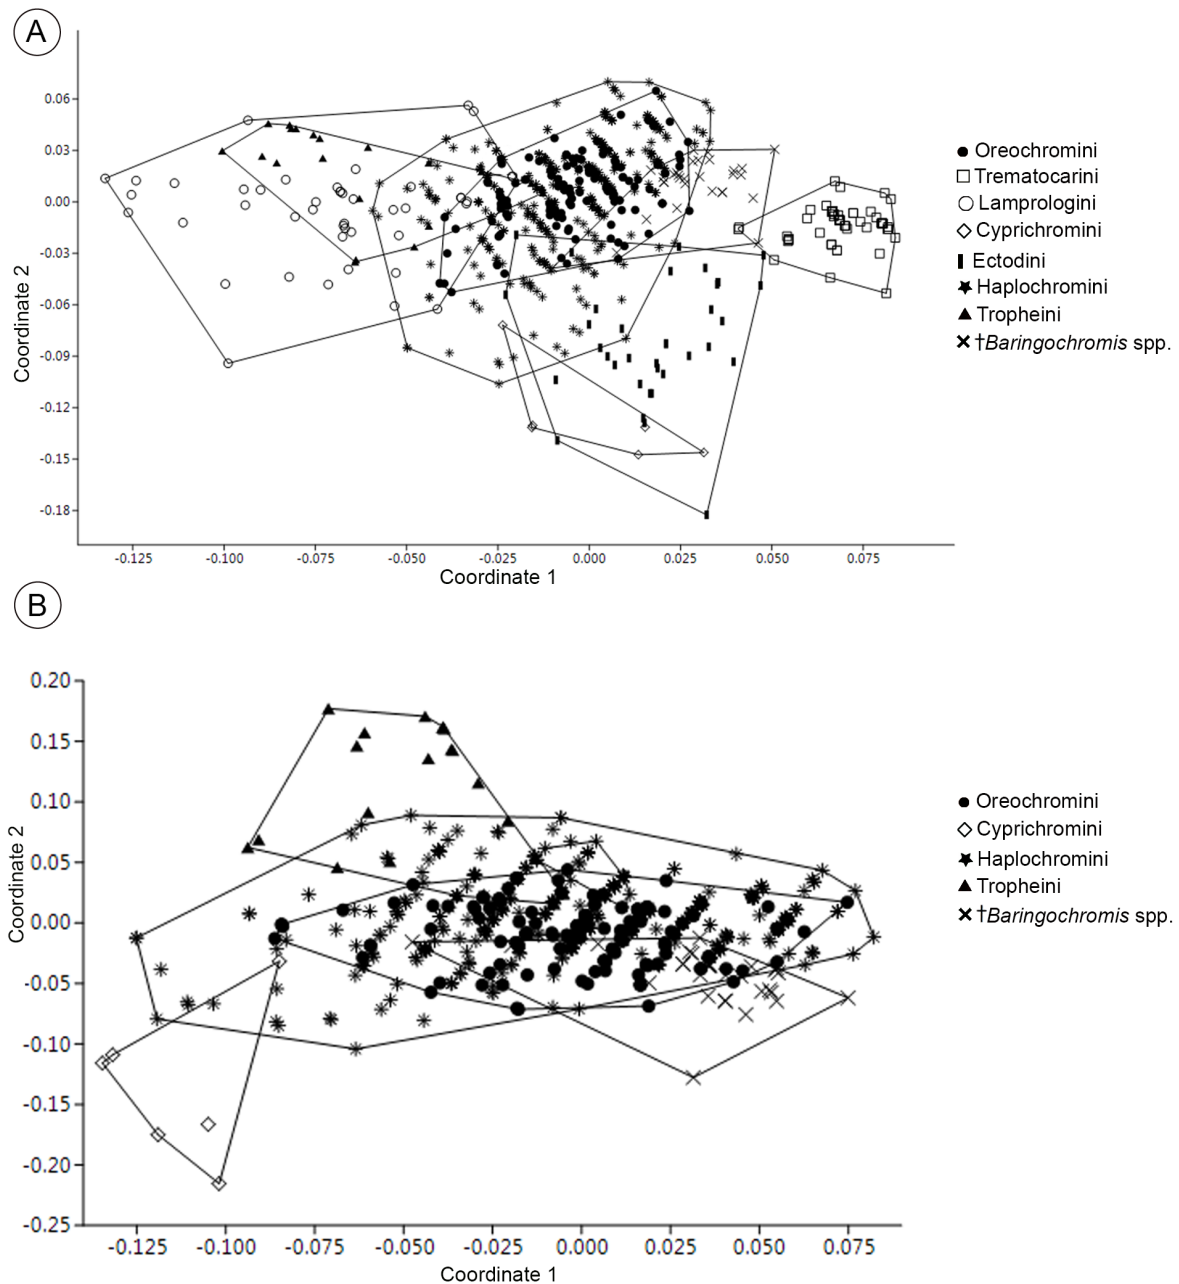 A
0.06
0.03
0.00
-0.03
-0.06
-0.09
-0.12
-0.15
-0.18
Coordinate 2
-0.125
-0.100
-0.075
-0.050
-0.025
0.000
0.025
0.050
0.075
Coordinate 1
Oreochromini
Trematocarini
Lamprologini
Cyprichromini
Ectodini
Haplochromini
Tropheini
†Baringochromis spp.
B
0.20
0.15
0.10
0.05
0.00
-0.05
-0.10
-0.15
-0.20
-0.25
Coordinate 2
-0.125
-0.100
-0.075
-0.050
-0.025
0.000
0.025
0.050
0.075
Coordinate 1
Oreochromini
Cyprichromini
Haplochromini
Tropheini
†Baringochromis spp.